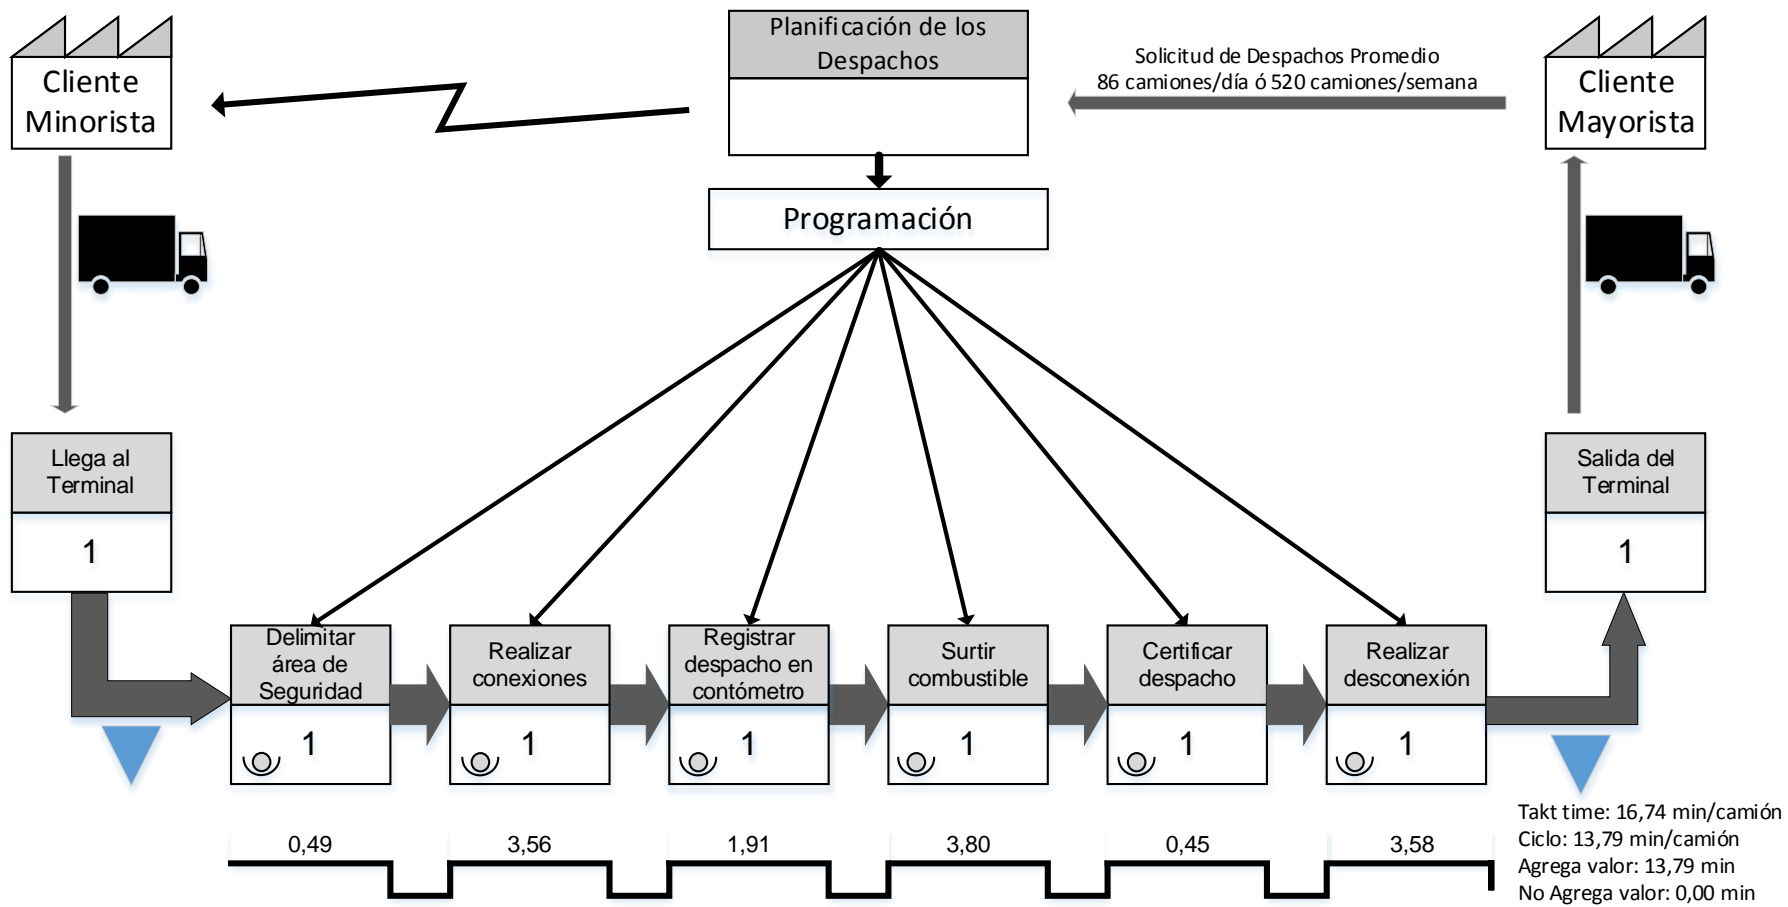 Cliente
Minorista
Planificación de los
Despachos
Solicitud de Despachos Promedio
86 camiones/día ó 520 camiones/semana
Cliente
Mayorista
Programación
Llega al
Terminal
1
Salida del
Terminal
1
Delimitar
área de
Seguridad
1
Realizar
conexiones
1
Registrar
despacho en
contómetro
1
Surtir
combustible
1
Certificar
despacho
1
Realizar
desconexión
1
0,49
3,56
1,91
3,80
0,45
3,58
Takt time: 16,74 min/camión
Ciclo: 13,79 min/camión
Agrega valor: 13,79 min
No Agrega valor: 0,00 min